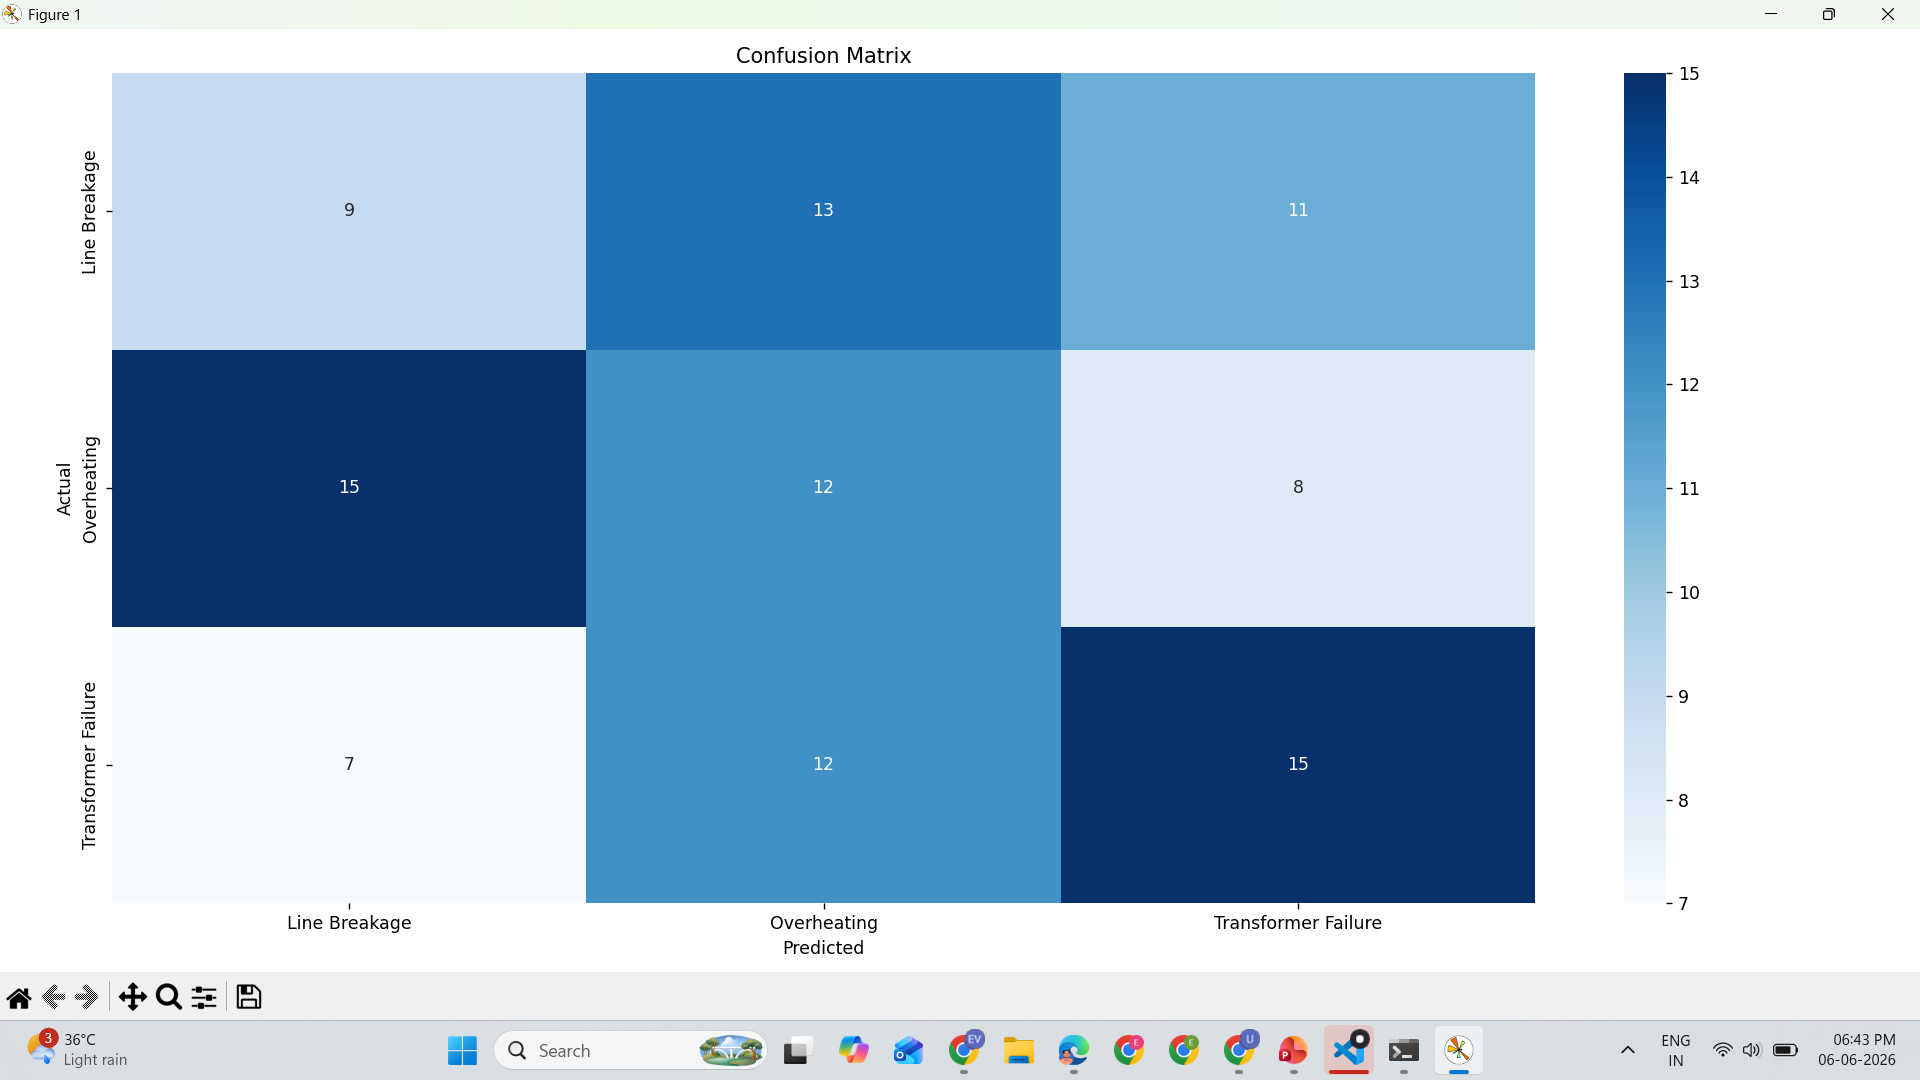 Figure 1
Confusion Matrix
Line Breakage
9
13
11
Actual
Overheating
15
12
8
Transformer Failure
7
12
15
Line Breakage
Overheating
Transformer Failure
Predicted
15
14
13
12
11
10
9
8
7
3
36°C
Light rain
Search
EV
E
E
U
P
ENG
IN
06:43 PM
06-06-2026